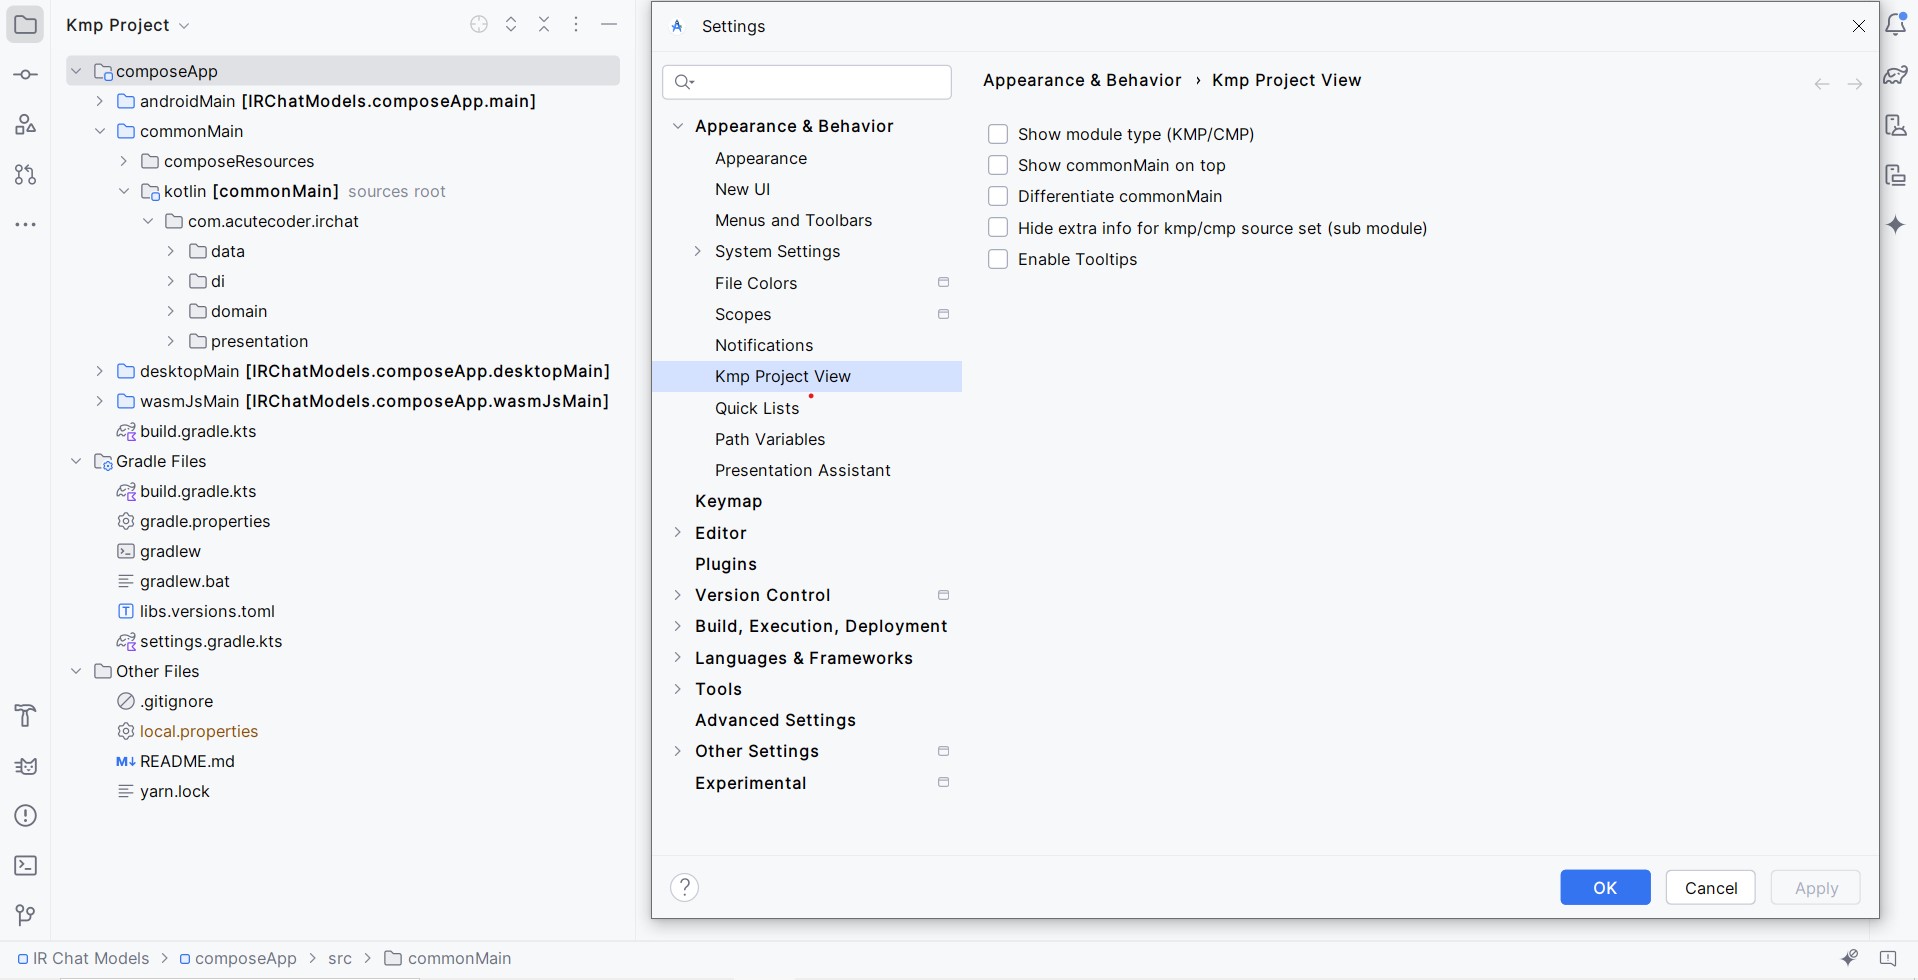 Kmp Project
composeApp
androidMain [IRChatModels.composeApp.main]
commonMain
composeResources
kotlin [commonMain] sources root
com.acutecoder.irchat
data
di
domain
presentation
desktopMain [IRChatModels.composeApp.desktopMain]
wasmJsMain [IRChatModels.composeApp.wasmJsMain]
build.gradle.kts
Gradle Files
build.gradle.kts
gradle.properties
gradlew
gradlew.bat
libs.versions.toml
settings.gradle.kts
Other Files
.gitignore
local.properties
README.md
yarn.lock
Settings
Appearance & Behavior
Appearance
New UI
Menus and Toolbars
System Settings
File Colors
Scopes
Notifications
Kmp Project View
Quick Lists
Path Variables
Presentation Assistant
Keymap
Editor
Plugins
Version Control
Build, Execution, Deployment
Languages & Frameworks
Tools
Advanced Settings
Other Settings
Experimental
Appearance & Behavior › Kmp Project View
Show module type (KMP/CMP)
Show commonMain on top
Differentiate commonMain
Hide extra info for kmp/cmp source set (sub module)
Enable Tooltips
?
OK
Cancel
Apply
IR Chat Models > composeApp > src > commonMain